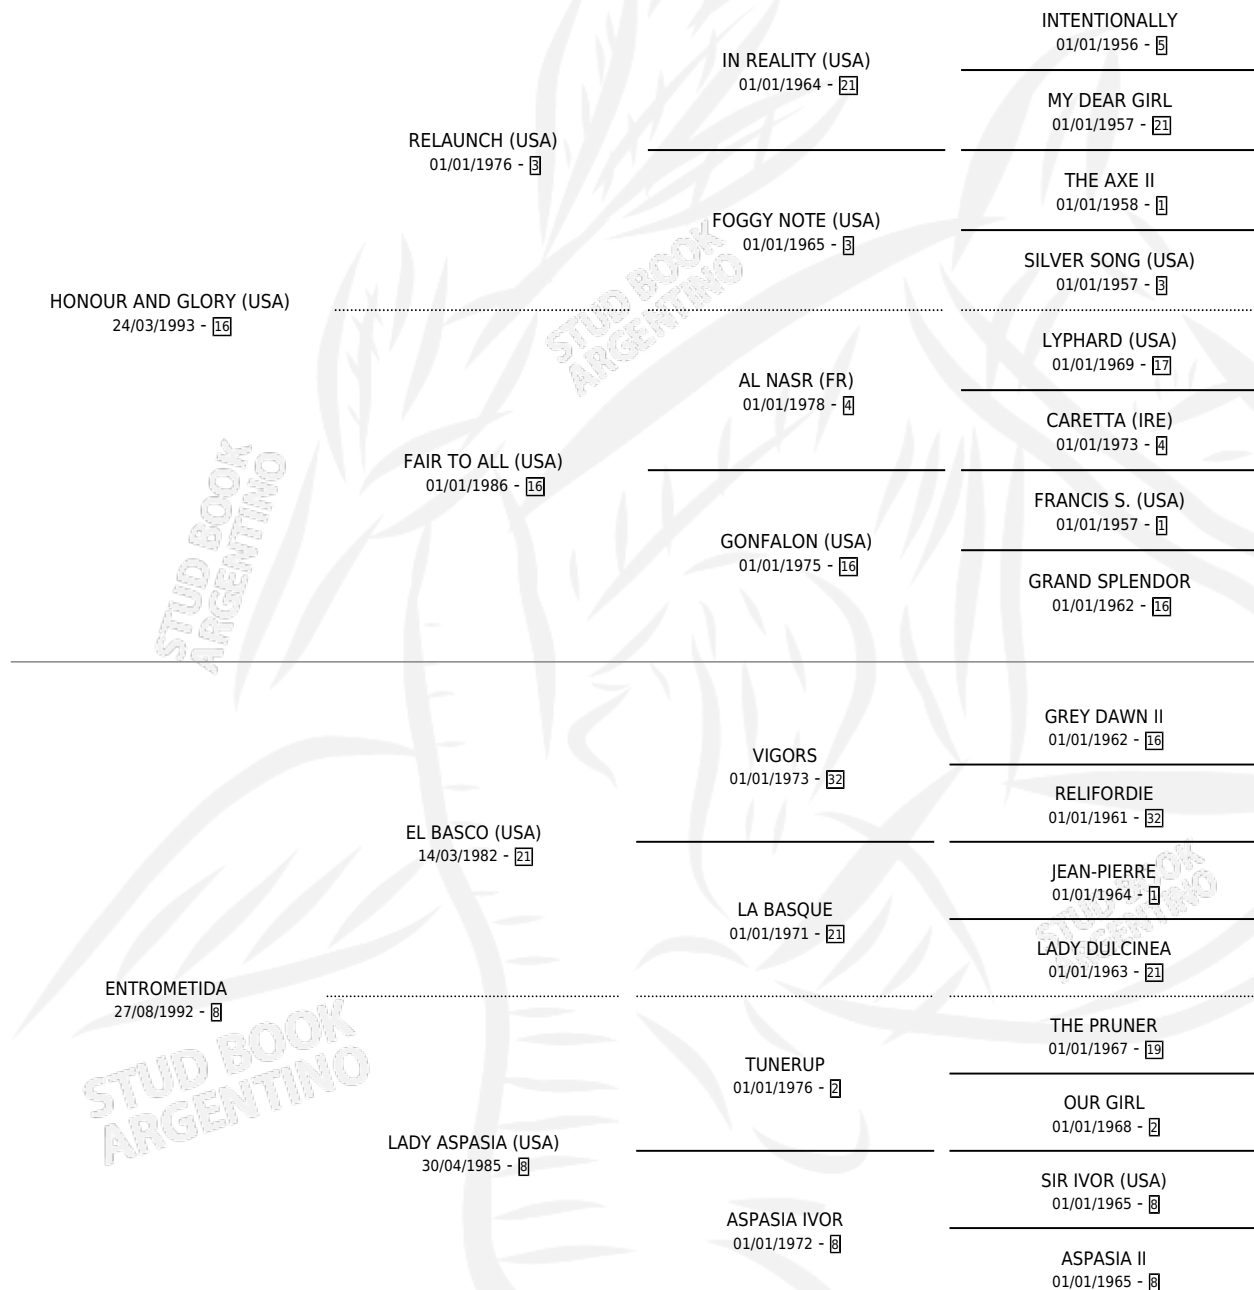 INTENTIONALLY
01/01/1956 - 5
IN REALITY (USA)
01/01/1964 - 21
MY DEAR GIRL
01/01/1957 - 21
RELAUNCH (USA)
01/01/1976 - 3
THE AXE II
01/01/1958 - 1
FOGGY NOTE (USA)
01/01/1965 - 3
SILVER SONG (USA)
01/01/1957 - 3
HONOUR AND GLORY (USA)
24/03/1993 - 16
LYPHARD (USA)
01/01/1969 - 17
AL NASR (FR)
01/01/1978 - 4
CARETTA (IRE)
01/01/1973 - 4
FAIR TO ALL (USA)
01/01/1986 - 16
FRANCIS S. (USA)
01/01/1957 - 1
GONFALON (USA)
01/01/1975 - 16
GRAND SPLENDOR
01/01/1962 - 16
GREY DAWN II
01/01/1962 - 16
VIGORS
01/01/1973 - 32
RELIFORDIE
01/01/1961 - 32
EL BASCO (USA)
14/03/1982 - 21
JEAN-PIERRE
01/01/1964 - 1
LA BASQUE
01/01/1971 - 21
LADY DULCINEA
01/01/1963 - 21
ENTROMETIDA
27/08/1992 - 8
THE PRUNER
01/01/1967 - 19
TUNERUP
01/01/1976 - 2
OUR GIRL
01/01/1968 - 2
LADY ASPASIA (USA)
30/04/1985 - 8
SIR IVOR (USA)
01/01/1965 - 8
ASPASIA IVOR
01/01/1972 - 8
ASPASIA II
01/01/1965 - 8
STUD BOOK
ARGENTINO
STUD BOOK
ARGENTINO
STUD BOOK
ARGENTINO
STUD BOOK
ARGENTINO